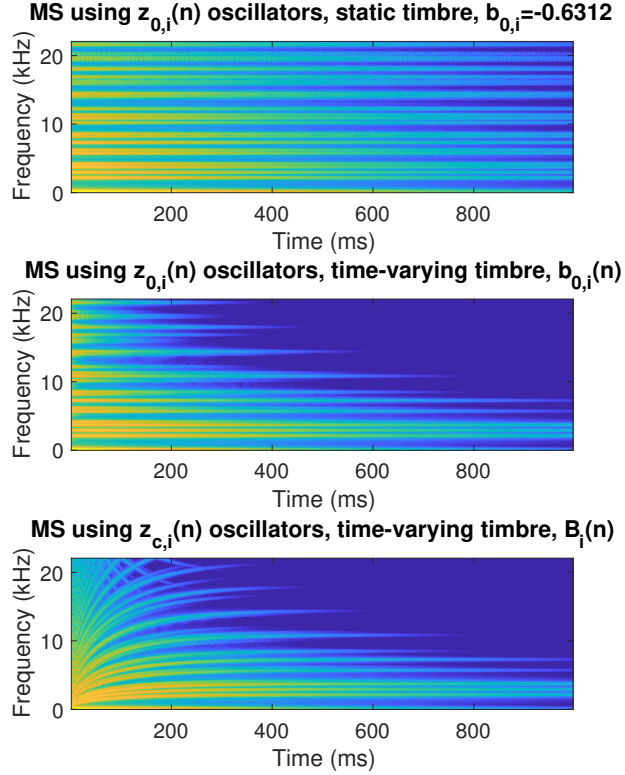 MS using z0,i(n) oscillators, static timbre, b0,i=-0.6312
20
10
0
Frequency (kHz)
200 400 600 800
Time (ms)
MS using z0,i(n) oscillators, time-varying timbre, b0,i(n)
20
10
0
Frequency (kHz)
200 400 600 800
Time (ms)
MS using zc,i(n) oscillators, time-varying timbre, Bi(n)
20
10
0
Frequency (kHz)
200 400 600 800
Time (ms)